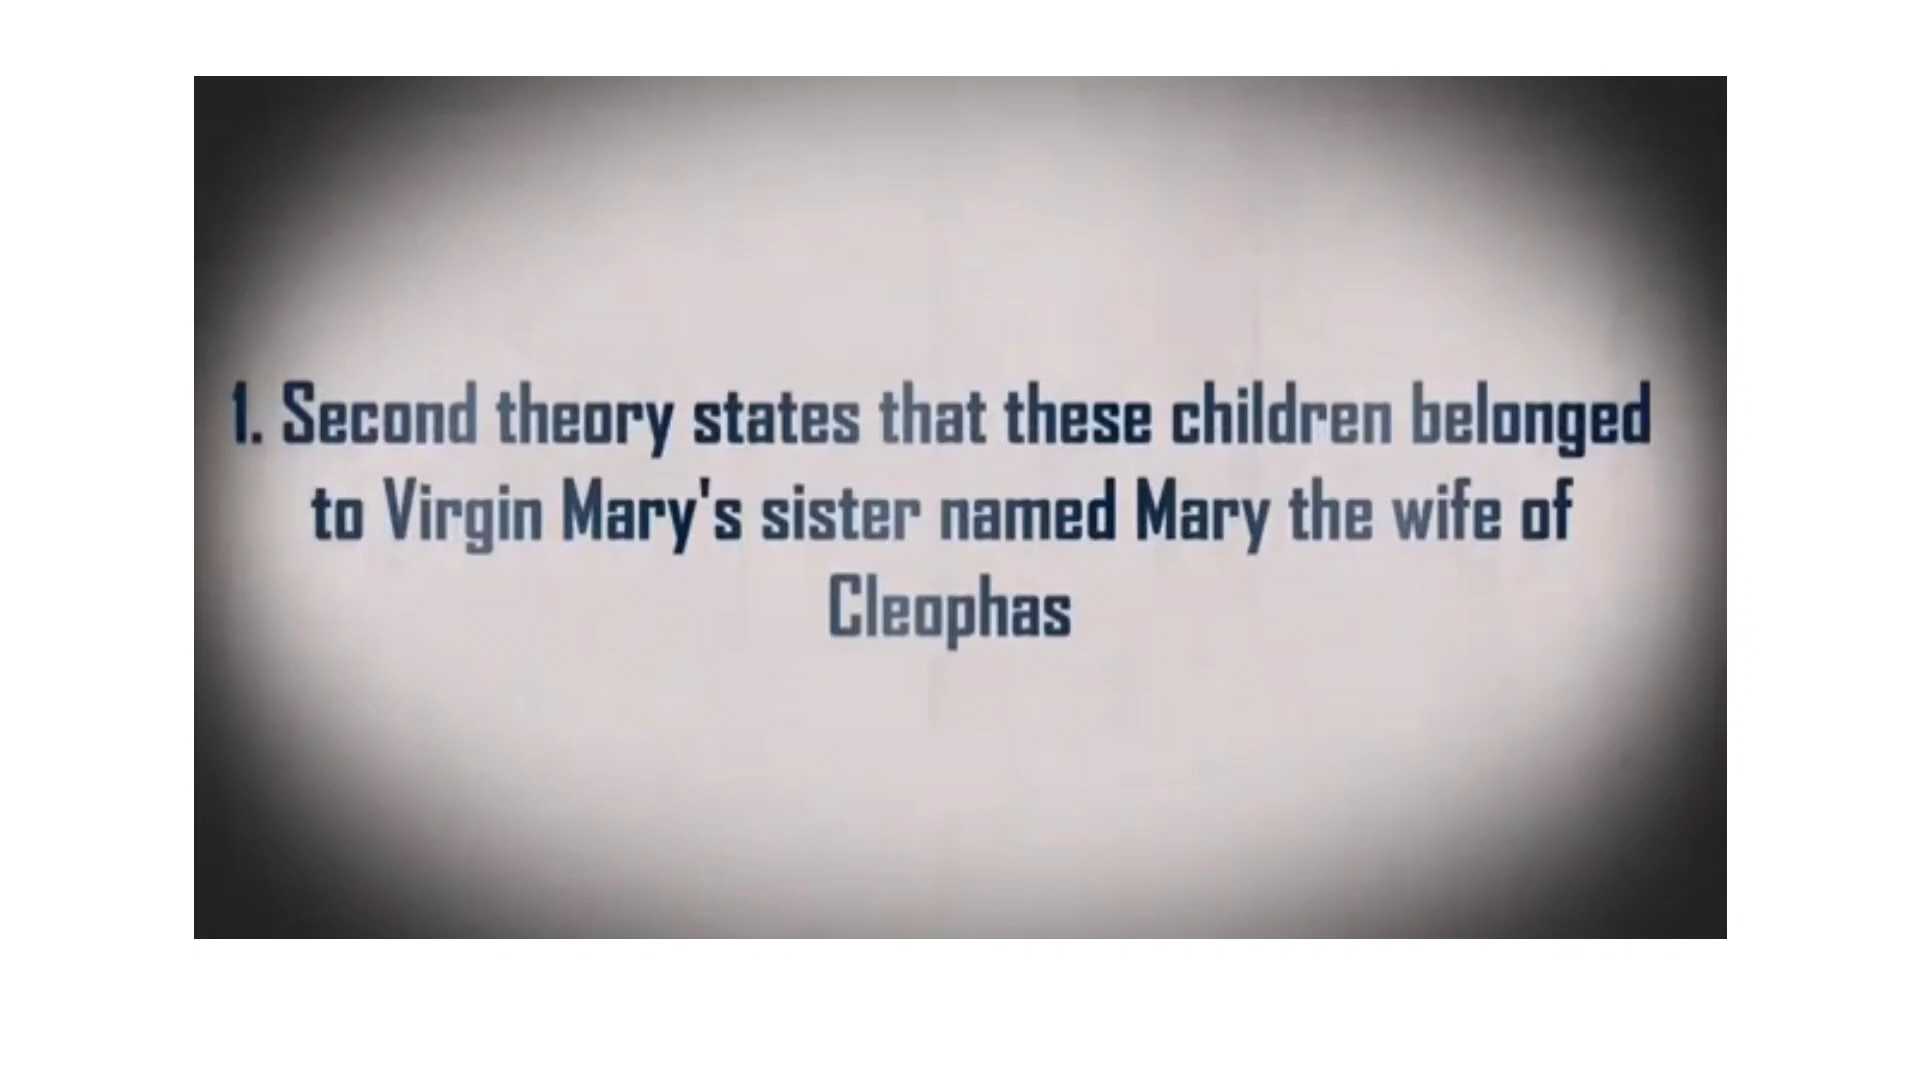 1. Second theory states that these children belonged
to Virgin Mary's sister named Mary the wife of
Cleophas